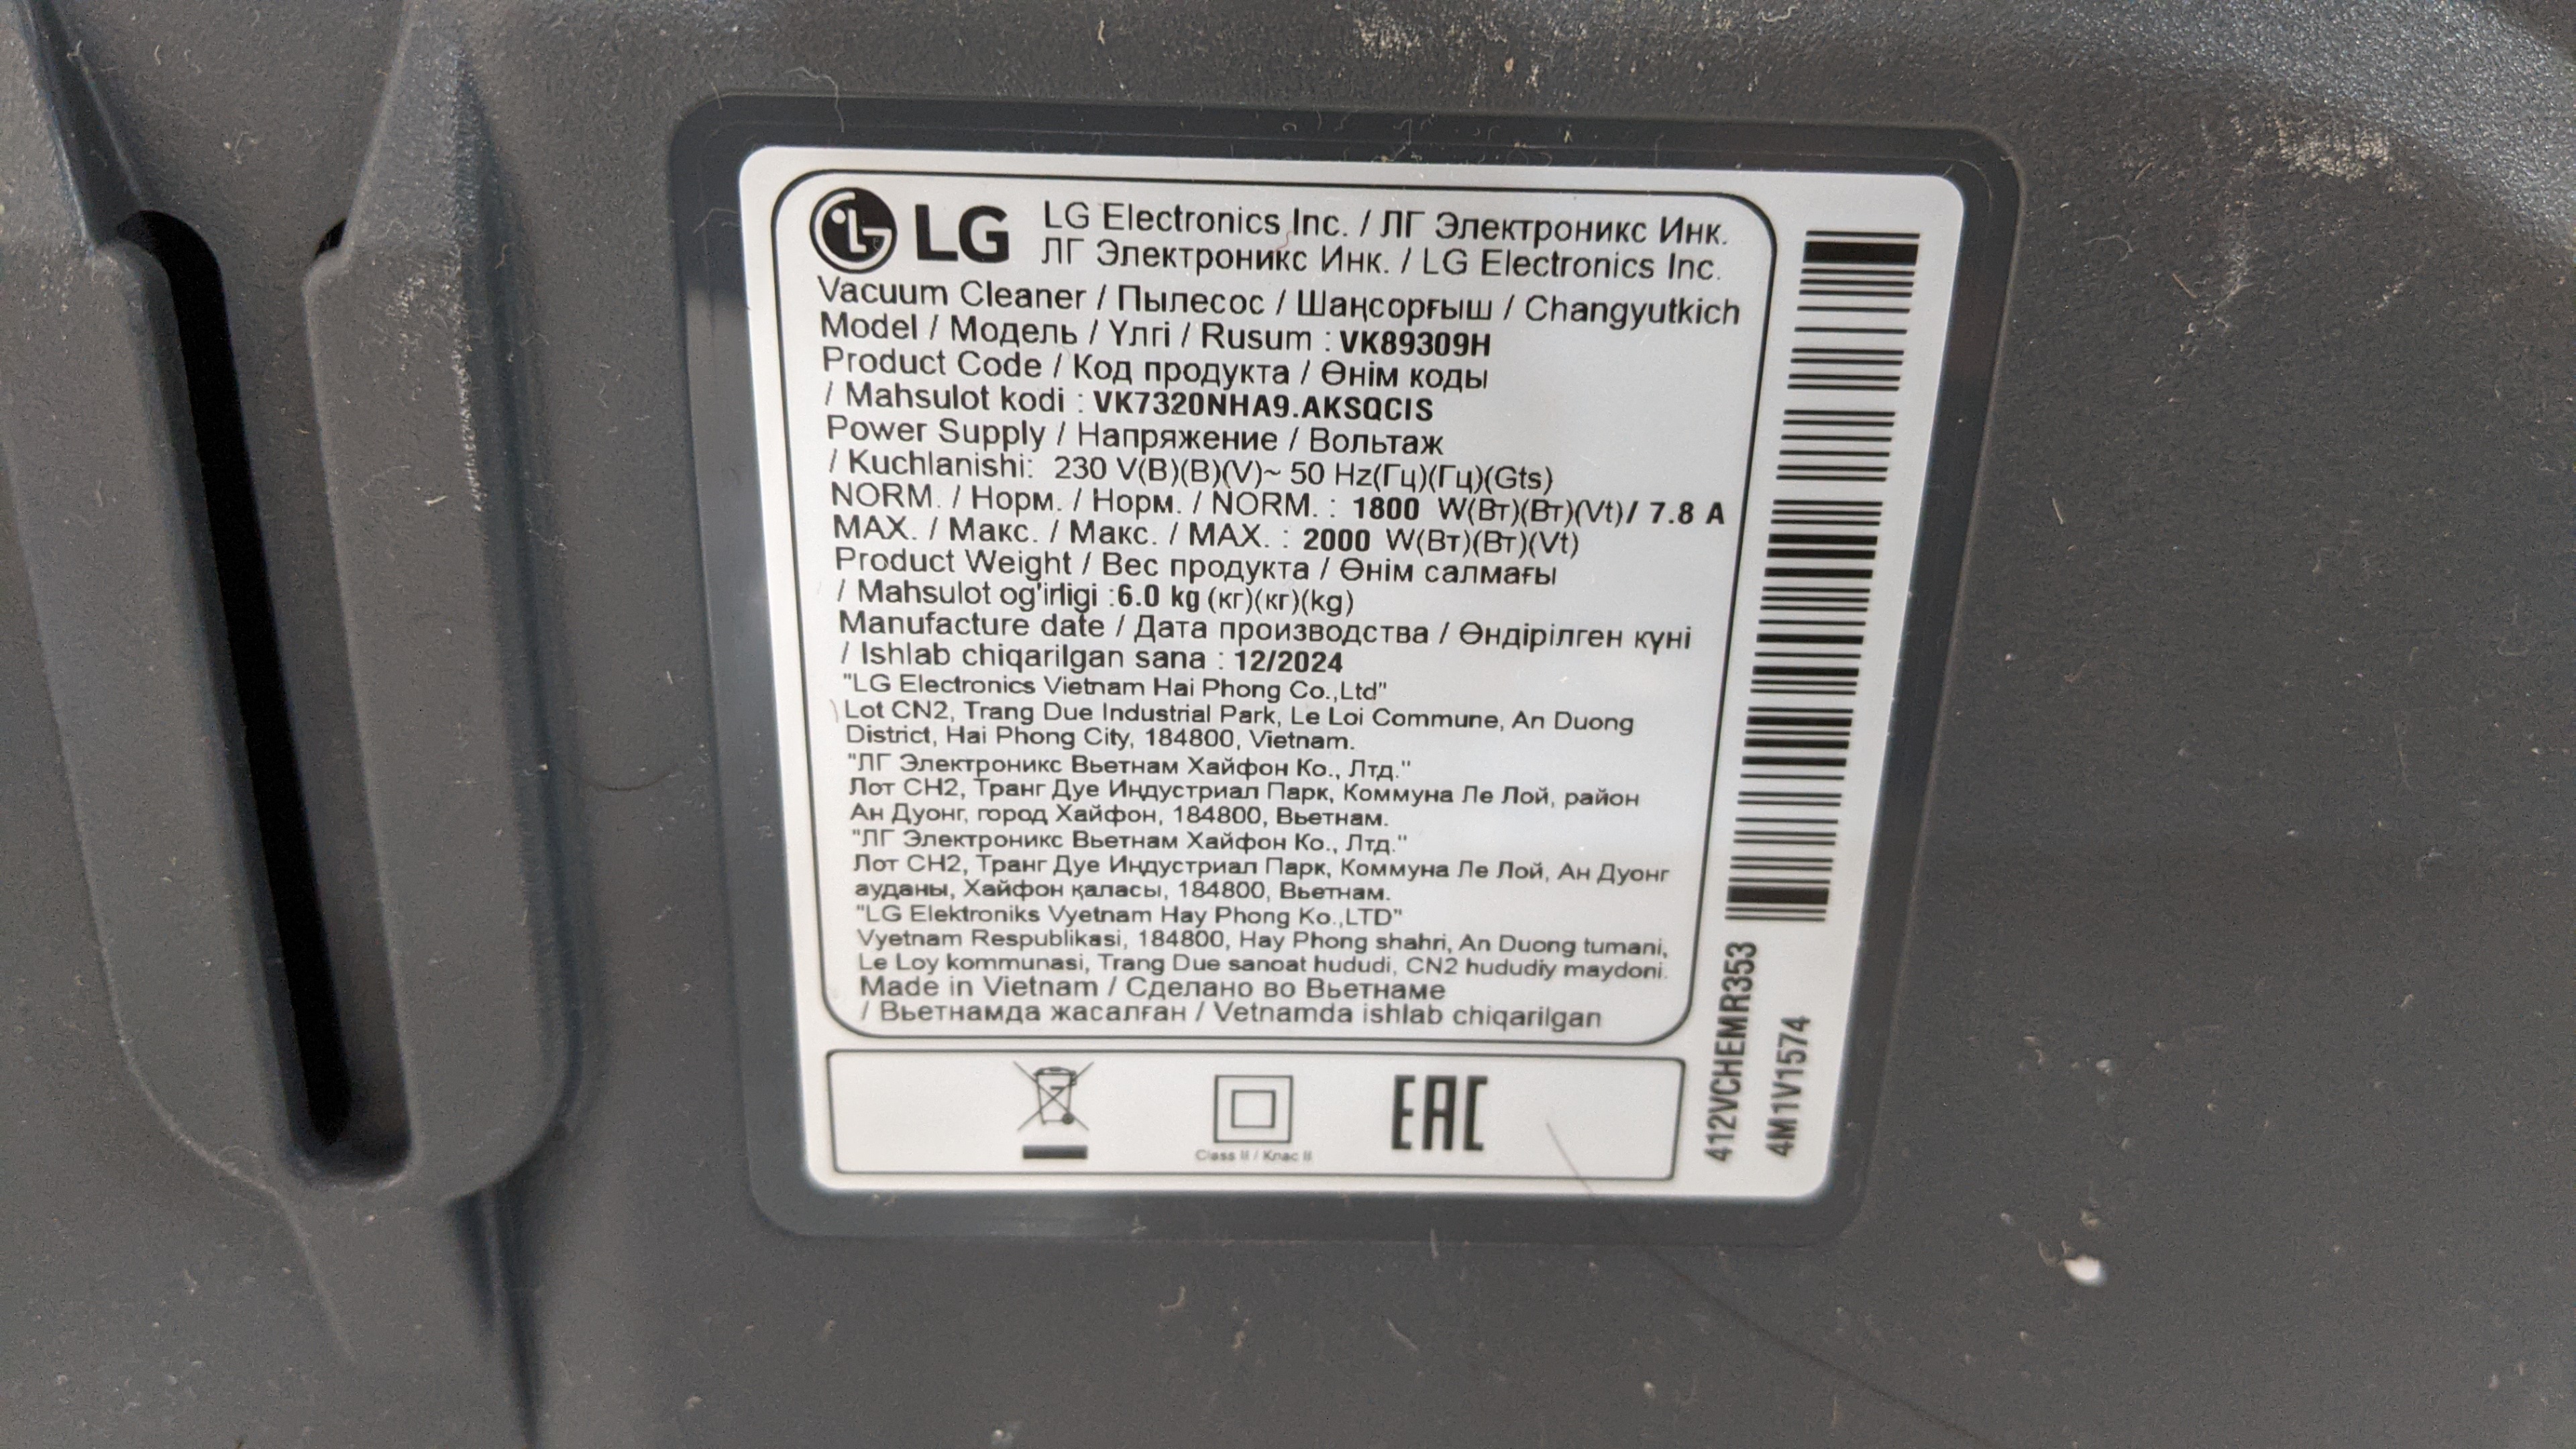 LG LG Electronics Inc. / ЛГ Электроникс Инк.
ЛГ Электроникс Инк. / LG Electronics Inc.
Vacuum Cleaner / Пылесос / Шаңсорғыш / Changyutkich
Model / Модель / Үлгі / Rusum : VK89309H
Product Code / Код продукта / Өнім коды
/ Mahsulot kodi : VK7320NHA9.AKSQCIS
Power Supply / Напряжение / Вольтаж
/ Kuchlanishi: 230 V(В)(В)(V)~ 50 Hz(Гц)(Гц)(Gts)
NORM. / Норм. / Норм. / NORM. : 1800 W(Вт)(Вт)(Vt)/ 7.8 A
MAX. / Макс. / Макс. / MAX. : 2000 W(Вт)(Вт)(Vt)
Product Weight / Вес продукта / Өнім салмағы
/ Mahsulot og'irligi :6.0 kg (кг)(кг)(kg)
Manufacture date / Дата производства / Өндірілген күні
/ Ishlab chiqarilgan sana : 12/2024
"LG Electronics Vietnam Hai Phong Co.,Ltd"
Lot CN2, Trang Due Industrial Park, Le Loi Commune, An Duong
District, Hai Phong City, 184800, Vietnam.
"ЛГ Электроникс Вьетнам Хайфон Ко., Лтд."
Лот СН2, Транг Дуе Индустриал Парк, Коммуна Ле Лой, район
Ан Дуонг, город Хайфон, 184800, Вьетнам.
"ЛГ Электроникс Вьетнам Хайфон Ко., Лтд."
Лот СН2, Транг Дуе Индустриал Парк, Коммуна Ле Лой, Ан Дуонг
ауданы, Хайфон қаласы, 184800, Вьетнам.
"LG Elektroniks Vyetnam Hay Phong Ko.,LTD"
Vyetnam Respublikasi, 184800, Hay Phong shahri, An Duong tumani,
Le Loy kommunasi, Trang Due sanoat hududi, CN2 hududiy maydoni.
Made in Vietnam / Сделано во Вьетнаме
/ Вьетнамда жасалған / Vetnamda ishlab chiqarilgan
EAC
Class II / Клас II
412VCHEMR353
4M1V1574